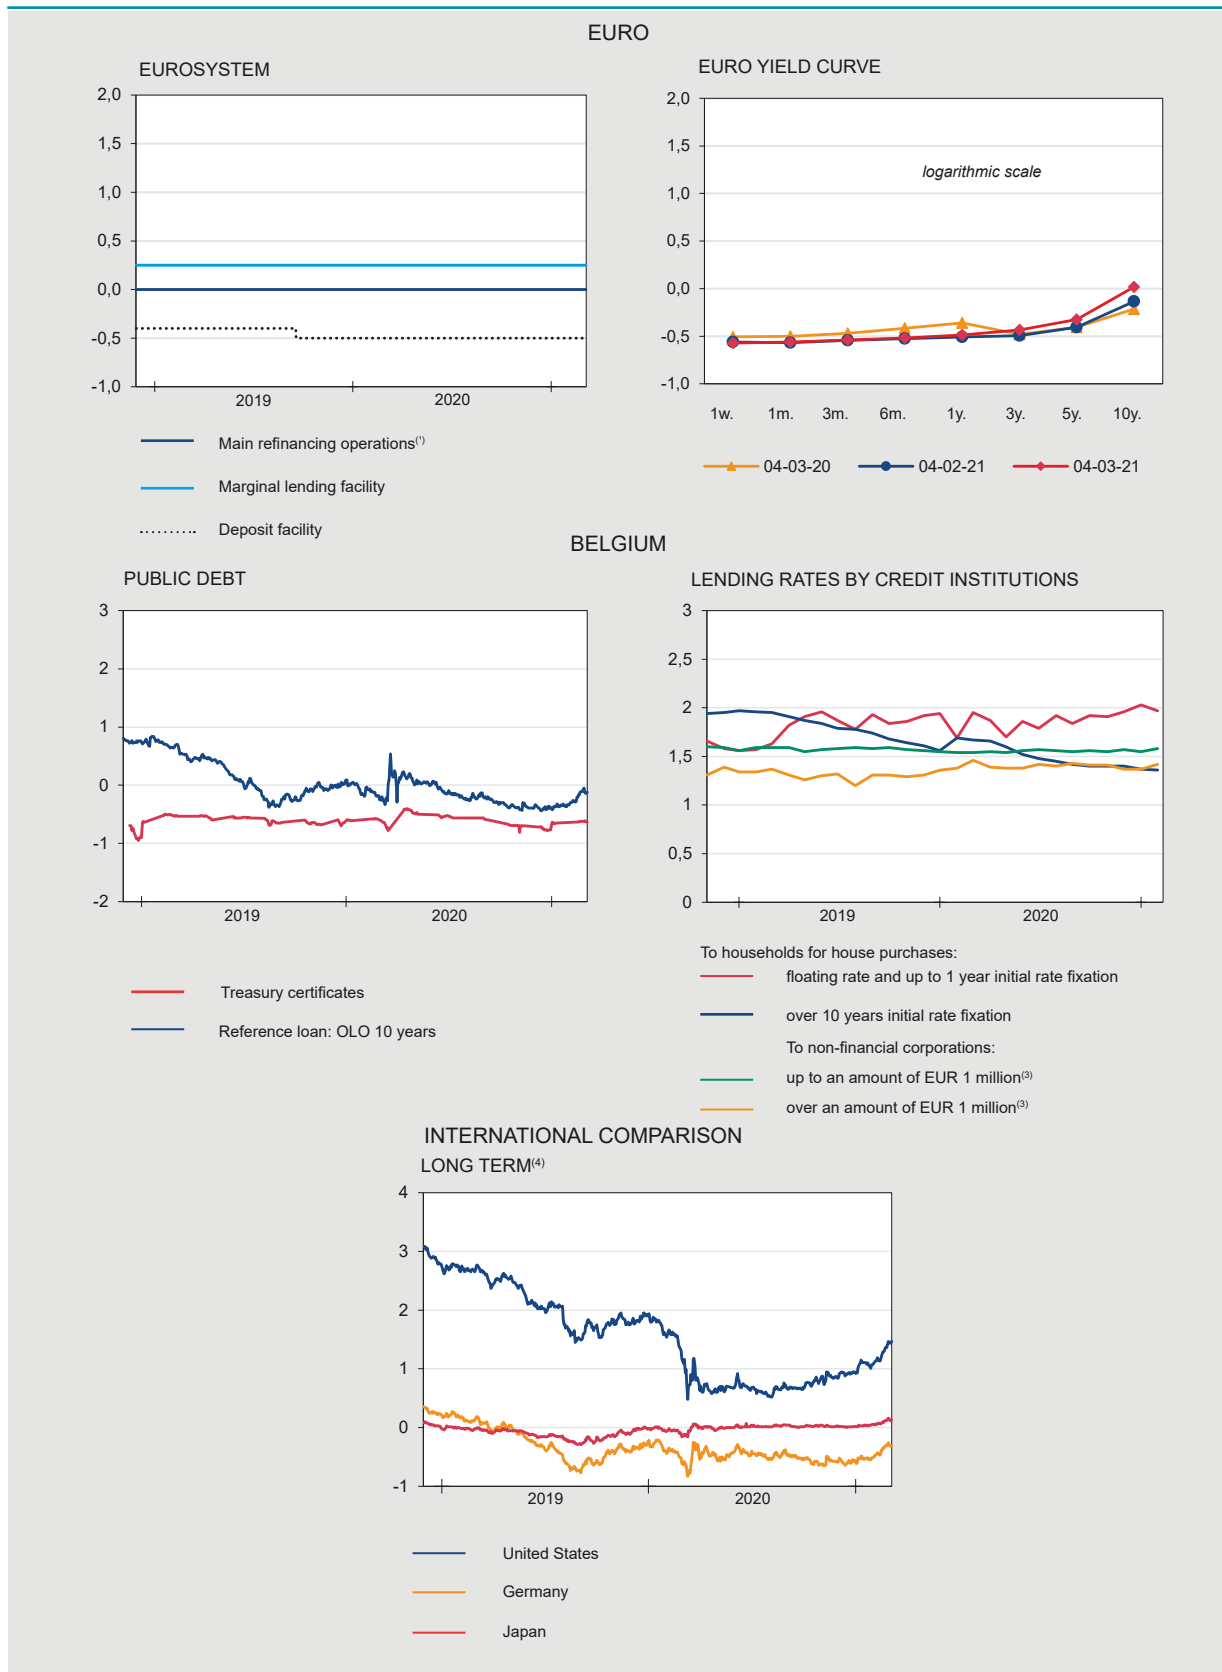 EURO
EUROSYSTEM
2,0
1,5
1,0
0,5
0,0
-0,5
-1,0
2019 2020
Main refinancing operations(¹)
Marginal lending facility
Deposit facility
EURO YIELD CURVE
2,0
1,5
1,0
0,5
0,0
-0,5
-1,0
logarithmic scale
1w. 1m. 3m. 6m. 1y. 3y. 5y. 10y.
04-03-20 04-02-21 04-03-21
BELGIUM
PUBLIC DEBT
3
2
1
0
-1
-2
2019 2020
Treasury certificates
Reference loan: OLO 10 years
LENDING RATES BY CREDIT INSTITUTIONS
3
2,5
2
1,5
1
0,5
0
2019 2020
To households for house purchases:
floating rate and up to 1 year initial rate fixation
over 10 years initial rate fixation
To non-financial corporations:
up to an amount of EUR 1 million(3)
over an amount of EUR 1 million(3)
INTERNATIONAL COMPARISON
LONG TERM(4)
4
3
2
1
0
-1
2019 2020
United States
Germany
Japan